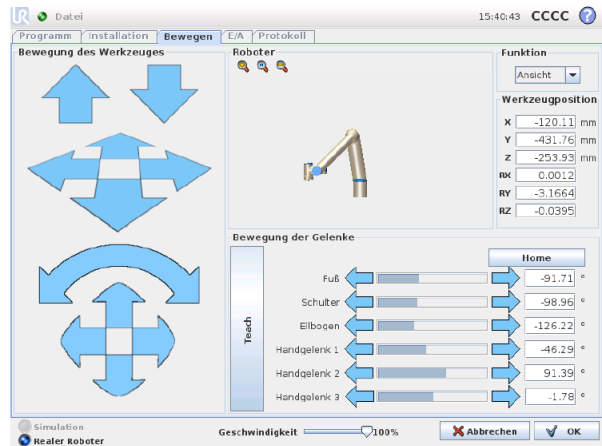 UR Datei 15:40:43 CCCC ?
Programm Installation Bewegen E/A Protokoll
Bewegung des Werkzeuges
Roboter
Funktion
Ansicht
Werkzeugposition
X -120.11 mm
Y -431.76 mm
Z -253.93 mm
RX 0.0012
RY -3.1664
RZ -0.0395
Bewegung der Gelenke
Home
Teach
Fuß -91.71 °
Schulter -98.96 °
Ellbogen -126.22 °
Handgelenk 1 -46.29 °
Handgelenk 2 91.39 °
Handgelenk 3 -1.78 °
Simulation
Realer Roboter
Geschwindigkeit 100%
Abbrechen
OK